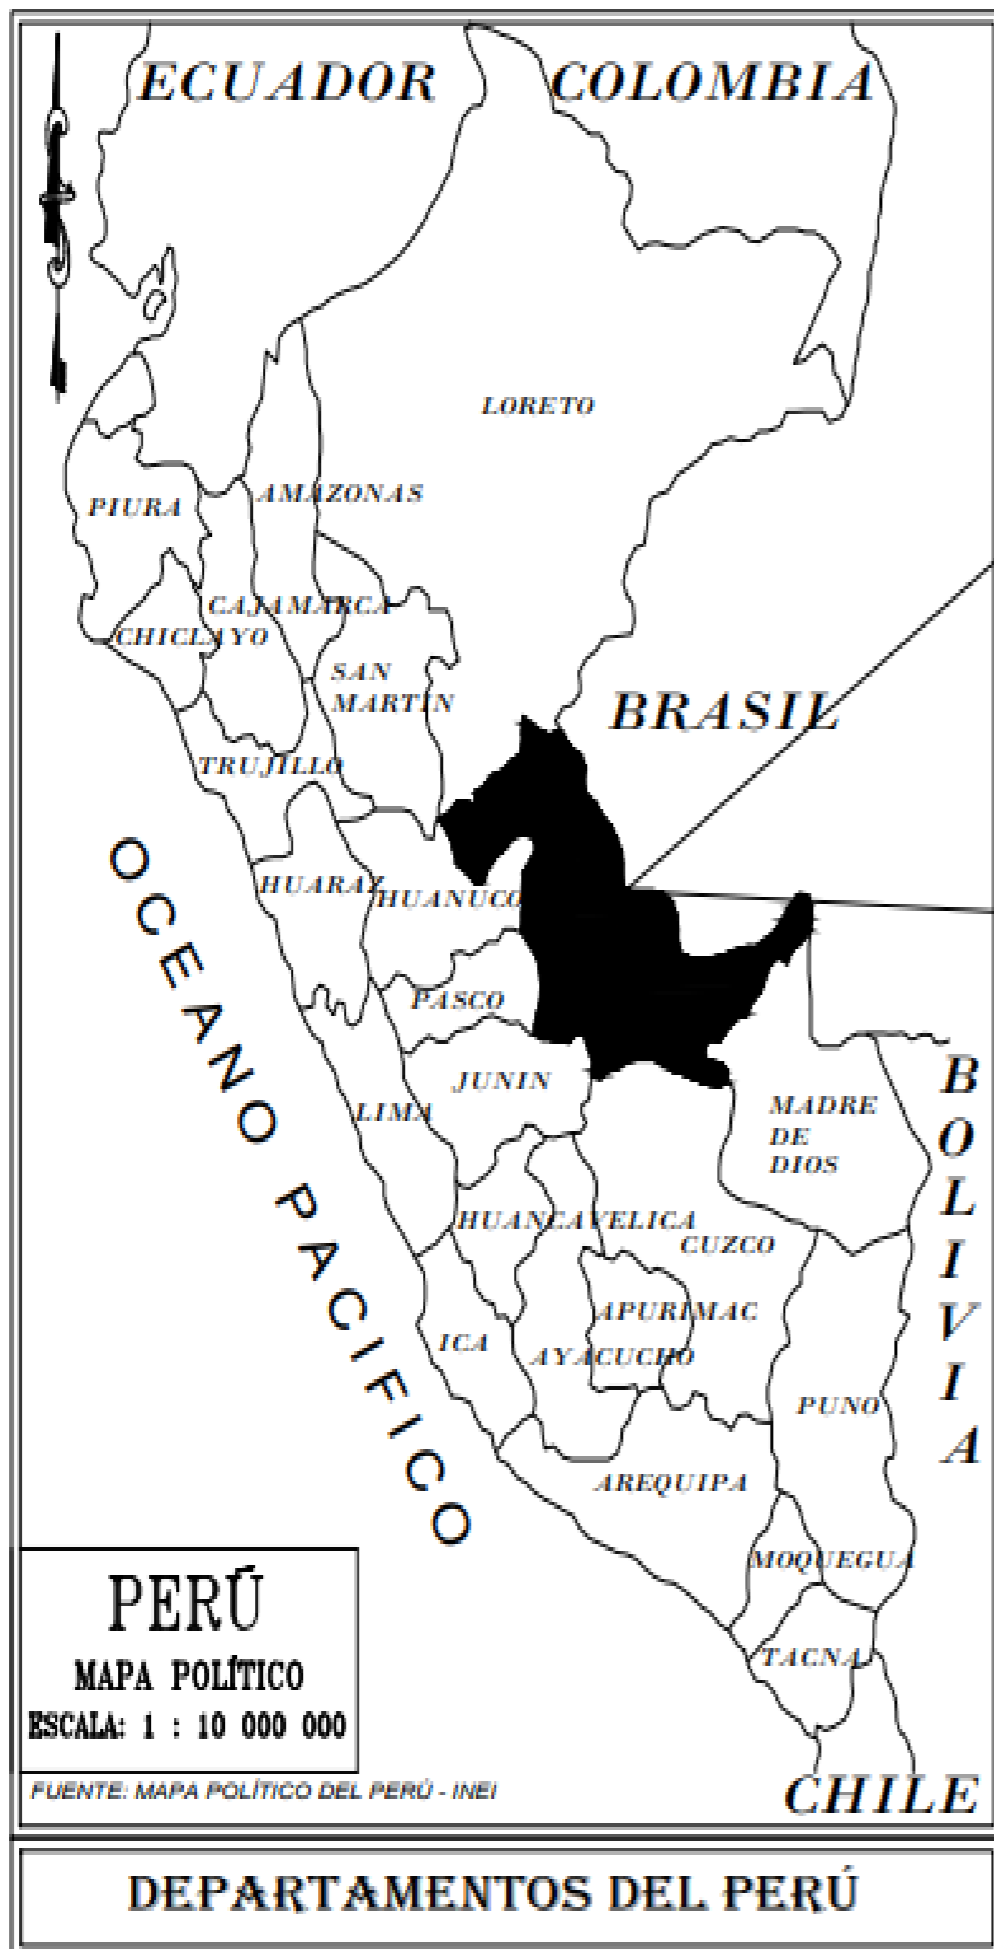 ECUADOR
COLOMBIA
LORETO
AMAZONAS
PIURA
CAJAMARCA
CHICLAYO
SAN
MARTIN
BRASIL
TRUJILLO
HUARAZ
HUANUCO
OCEANO PACIFICO
PASCO
JUNIN
LIMA
MADRE
DE
DIOS
BOLIVIA
HUANCAVELICA
CUZCO
APURIMAC
ICA
AYACUCHO
PUNO
AREQUIPA
MOQUEGUA
TACNA
CHILE
PERÚ
MAPA POLÍTICO
ESCALA: 1 : 10 000 000
FUENTE: MAPA POLÍTICO DEL PERÚ - INEI
DEPARTAMENTOS DEL PERÚ